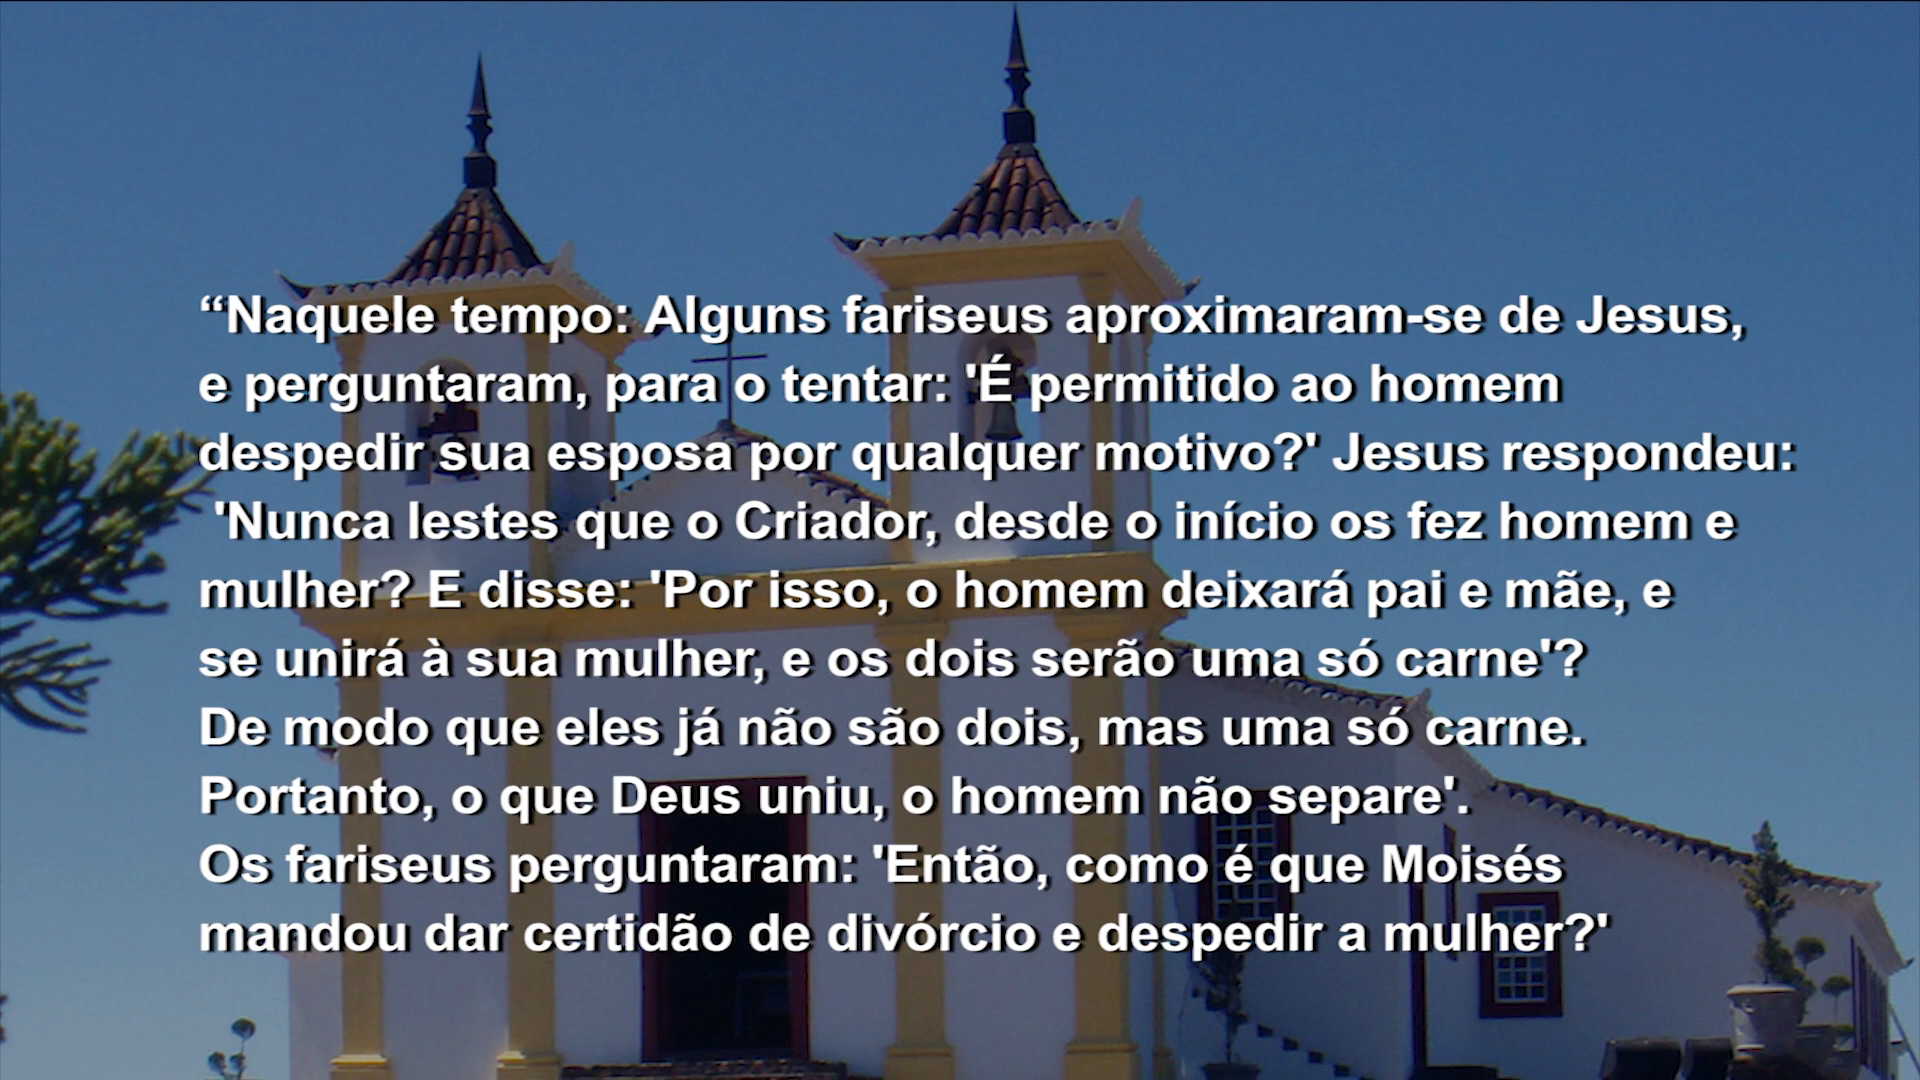 “Naquele tempo: Alguns fariseus aproximaram-se de Jesus,
e perguntaram, para o tentar: 'É permitido ao homem
despedir sua esposa por qualquer motivo?' Jesus respondeu:
'Nunca lestes que o Criador, desde o início os fez homem e
mulher? E disse: 'Por isso, o homem deixará pai e mãe, e
se unirá à sua mulher, e os dois serão uma só carne'?
De modo que eles já não são dois, mas uma só carne.
Portanto, o que Deus uniu, o homem não separe'.
Os fariseus perguntaram: 'Então, como é que Moisés
mandou dar certidão de divórcio e despedir a mulher?'